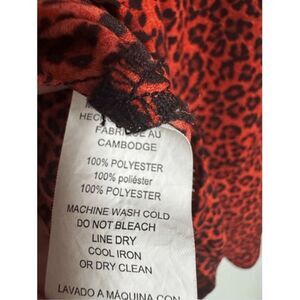 FABRIQUÉ AU
CAMBODGE
100% POLYESTER
100% poliéster
100% POLYESTER
MACHINE WASH COLD
DO NOT BLEACH
LINE DRY
COOL IRON
OR DRY CLEAN
LAVADO A MÁQUINA CON